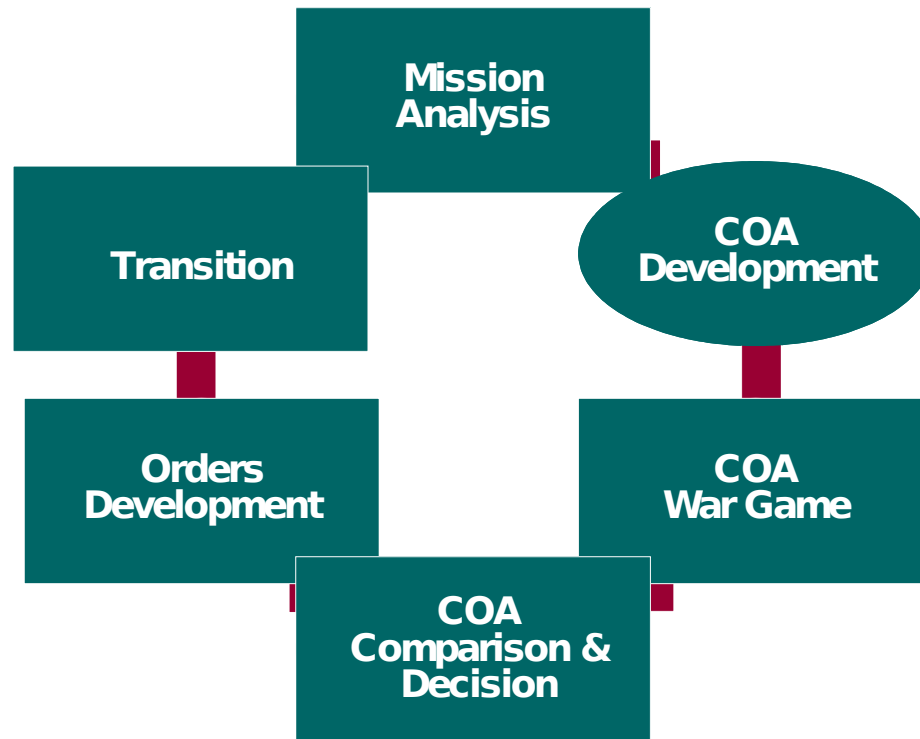 Mission
Analysis
Transition
COA
Development
Orders
Development
COA
War Game
COA
Comparison &
Decision